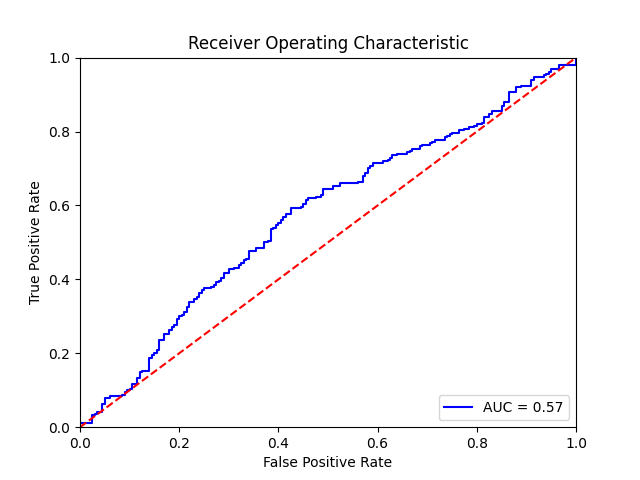 Receiver Operating Characteristic
1.0
0.8
0.6
0.4
0.2
0.0
True Positive Rate
AUC = 0.57
0.0 0.2 0.4 0.6 0.8 1.0
False Positive Rate